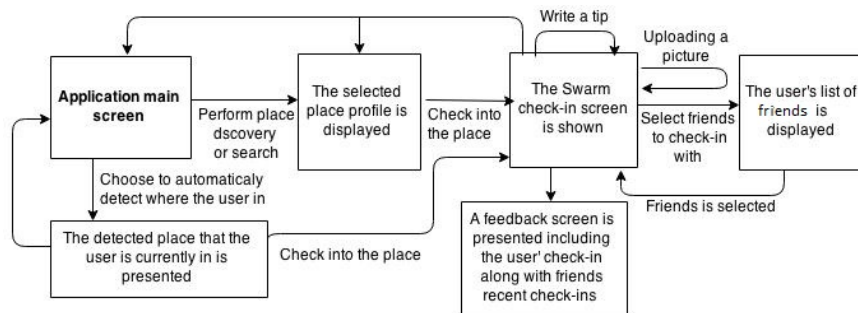 Write a tip
Uploading a
picture
Application main
screen
Perform place
dscovery
or search
The selected
place profile is
displayed
Check into
the place
The Swarm
check-in screen
is shown
Select friends
to check-in
with
The user's list of
friends is
displayed
Choose to automaticaly
detect where the user in
Friends is selected
The detected place that the
user is currently in is
presented
Check into the place
A feedback screen is
presented including
the user' check-in
along with friends
recent check-ins